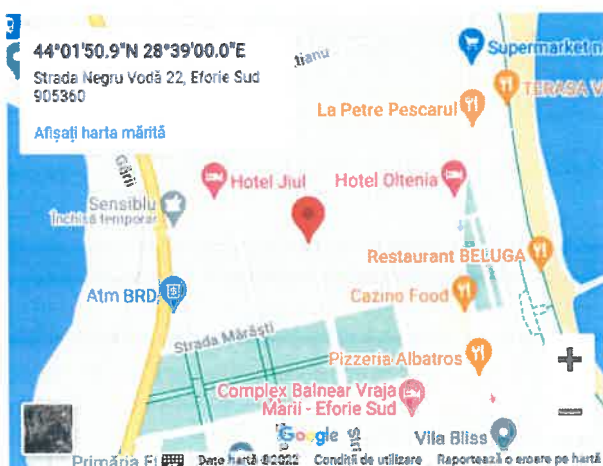 44°01'50.9"N 28°39'00.0"E
Strada Negru Vodă 22, Eforie Sud
905360
Afișați harta mărită
Supermarket n
TERASA V
La Petre Pescarul
Gării
Hotel Jiul
Hotel Oltenia
Sensiblu
Închisă temporar
Restaurant BELUGA
Atm BRD
Cazino Food
Strada Mărăști
Pizzeria Albatros
Complex Balnear Vraja
Mării - Eforie Sud
Google
Vila Bliss
Primăria Ef
Date hartă ©2022 Condiții de utilizare Raportează o eroare pe hartă